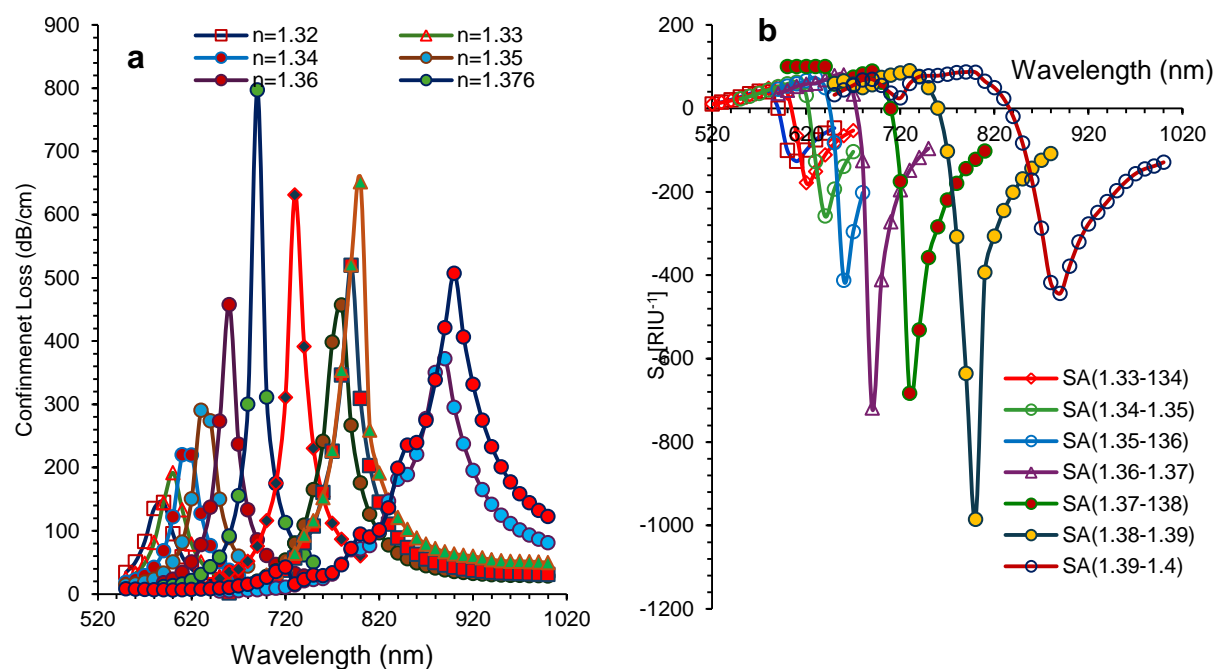 a
n=1.32 n=1.33
n=1.34 n=1.35
n=1.36 n=1.376
Confinmenet Loss (dB/cm)
900
800
700
600
500
400
300
200
100
0
520 620 720 820 920 1020
Wavelength (nm)
b
Wavelength (nm)
200
100
0
-200
-400
-600
-800
-1000
-1200
520 620 720 820 920 1020
[RIU-1]
SA(1.33-134)
SA(1.34-1.35)
SA(1.35-136)
SA(1.36-1.37)
SA(1.37-138)
SA(1.38-1.39)
SA(1.39-1.4)